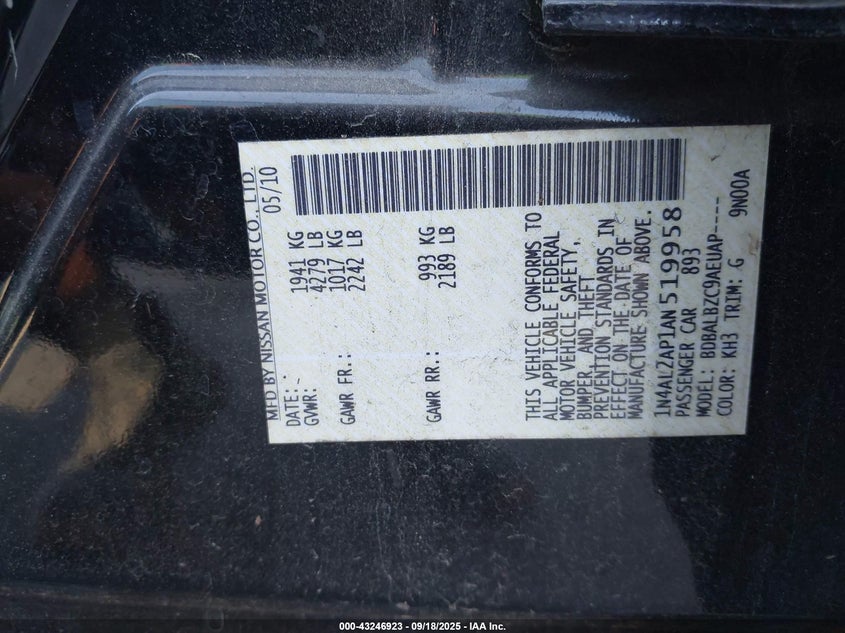 MFD BY NISSAN MOTOR CO., LTD.
DATE: 05/10
GVWR: 1941 KG
4279 LB
GAWR FR.: 1017 KG
2242 LB
GAWR RR.: 993 KG
2189 LB
THIS VEHICLE CONFORMS TO
ALL APPLICABLE FEDERAL
MOTOR VEHICLE SAFETY,
BUMPER, AND THEFT
PREVENTION STANDARDS IN
EFFECT ON THE DATE OF
MANUFACTURE SHOWN ABOVE.
1N4AL2AP1AN519958
PASSENGER CAR 893
MODEL: BDBALBZC9AEUAP----
COLOR: KH3 TRIM: G 9N00A
000-43246923 - 09/18/2025 - IAA Inc.